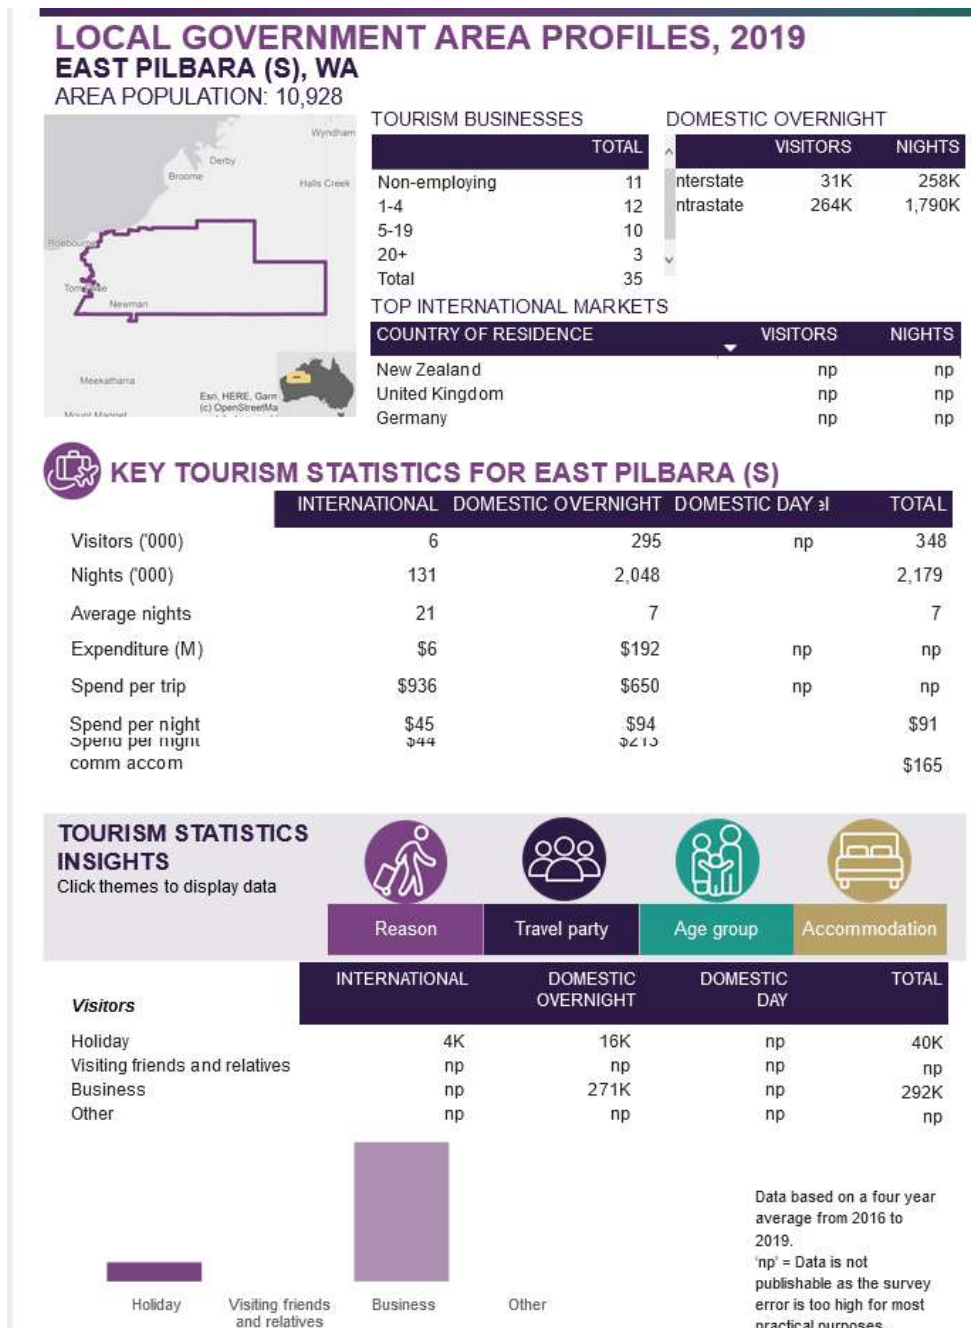 LOCAL GOVERNMENT AREA PROFILES, 2019
EAST PILBARA (S), WA
AREA POPULATION: 10,928
Wyndham
Derby
Broome
Halls Creek
Roebourne
Tom
Newman
Meekatharra
Mount Magnet
Esri, HERE, Garm
(c) OpenStreetMa
TOURISM BUSINESSES
TOTAL
Non-employing 11
1-4 12
5-19 10
20+ 3
Total 35
DOMESTIC OVERNIGHT
VISITORS NIGHTS
nterstate 31K 258K
ntrastate 264K 1,790K
TOP INTERNATIONAL MARKETS
COUNTRY OF RESIDENCE VISITORS NIGHTS
New Zealand np np
United Kingdom np np
Germany np np
KEY TOURISM STATISTICS FOR EAST PILBARA (S)
INTERNATIONAL DOMESTIC OVERNIGHT DOMESTIC DAY el TOTAL
Visitors ('000) 6 295 np 348
Nights ('000) 131 2,048 2,179
Average nights 21 7 7
Expenditure (M) $6 $192 np np
Spend per trip $936 $650 np np
Spend per night $45 $94 $91
Spend per night $44 $213
comm accom $165
TOURISM STATISTICS
INSIGHTS
Click themes to display data
Reason Travel party Age group Accommodation
INTERNATIONAL DOMESTIC OVERNIGHT DOMESTIC DAY TOTAL
Visitors
Holiday 4K 16K np 40K
Visiting friends and relatives np np np np
Business np 271K np 292K
Other np np np np
Holiday Visiting friends and relatives Business Other
Data based on a four year
average from 2016 to
2019.
'np' = Data is not
publishable as the survey
error is too high for most
practical purposes